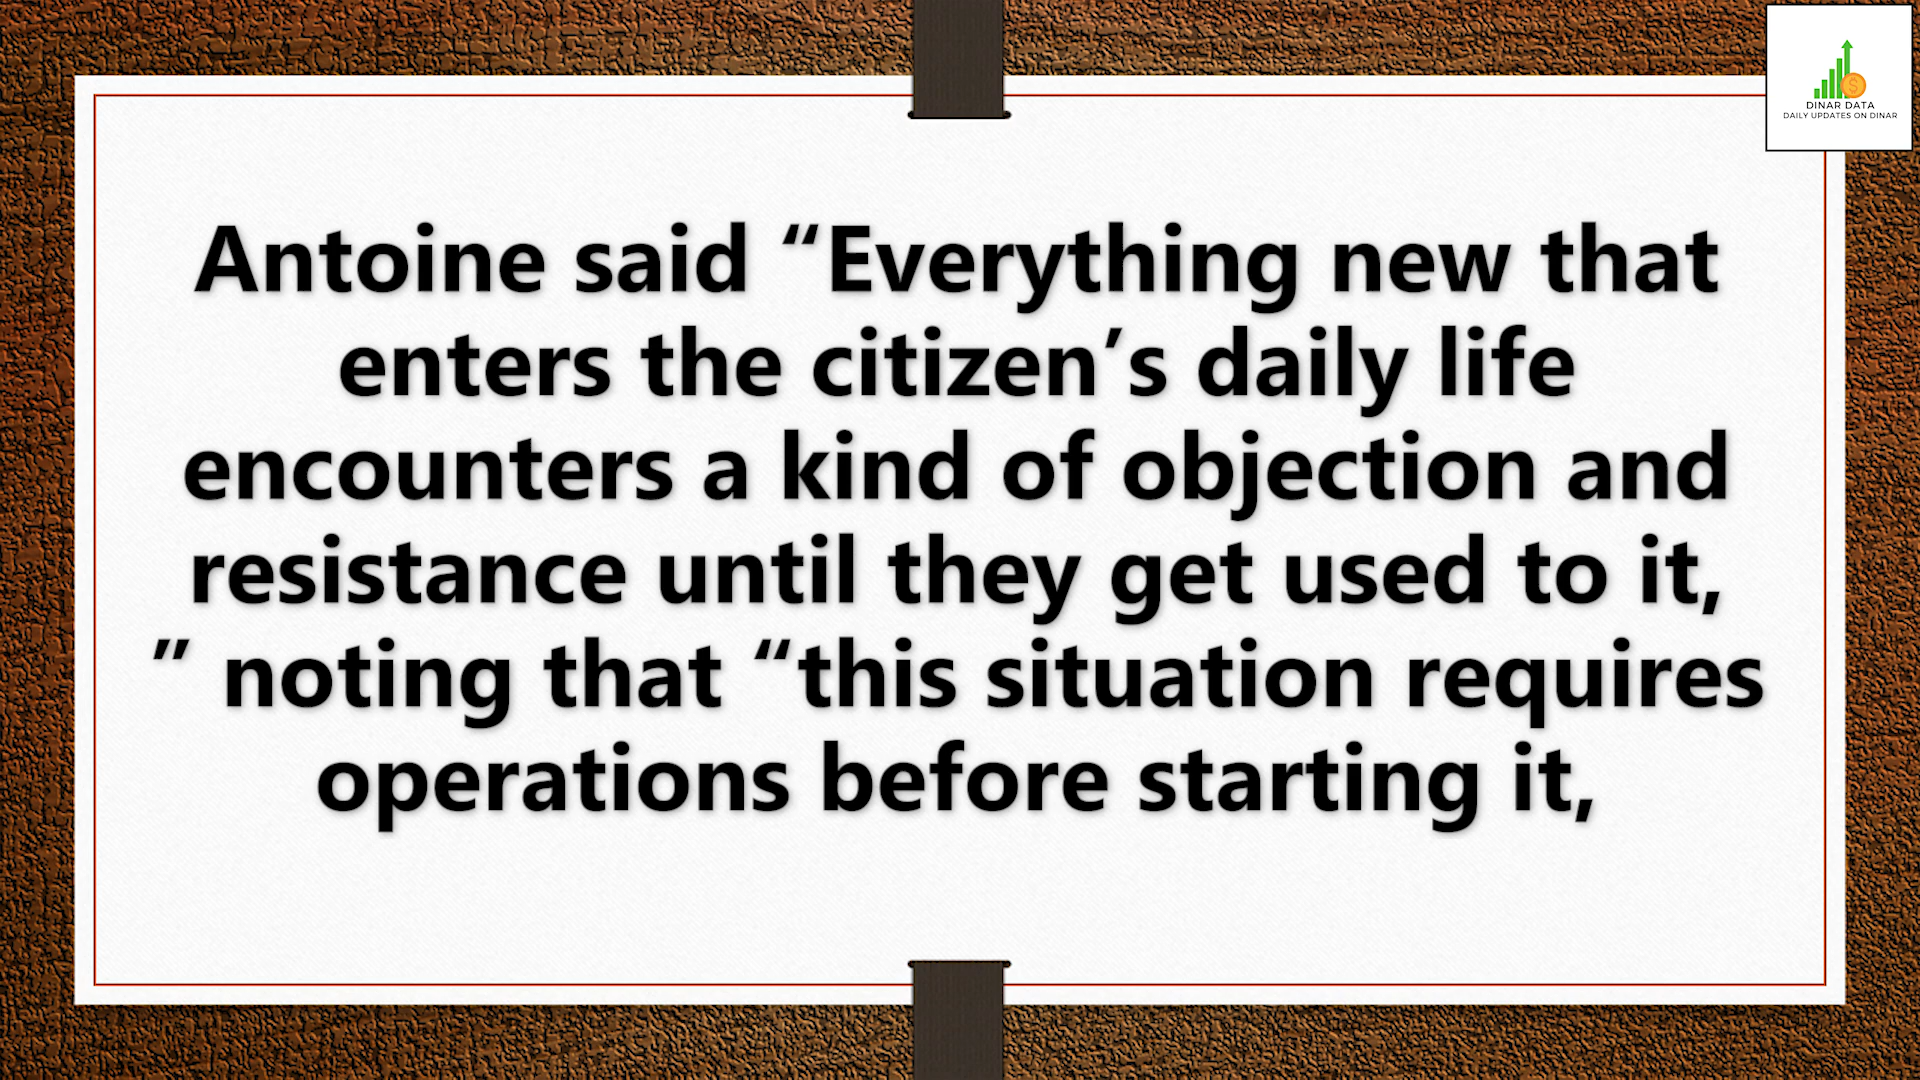 DINAR DATA
DAILY UPDATES ON DINAR
Antoine said “Everything new that
enters the citizen’s daily life
encounters a kind of objection and
resistance until they get used to it,
” noting that “this situation requires
operations before starting it,